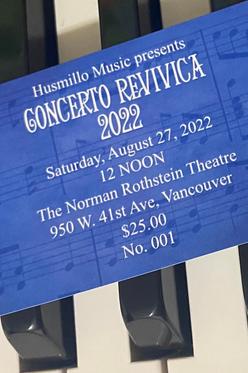 Husmillo Music presents
CONCERTO REVIVICA
2022
Saturday, August 27, 2022
12 NOON
The Norman Rothstein Theatre
950 W. 41st Ave, Vancouver
$25.00
No. 001